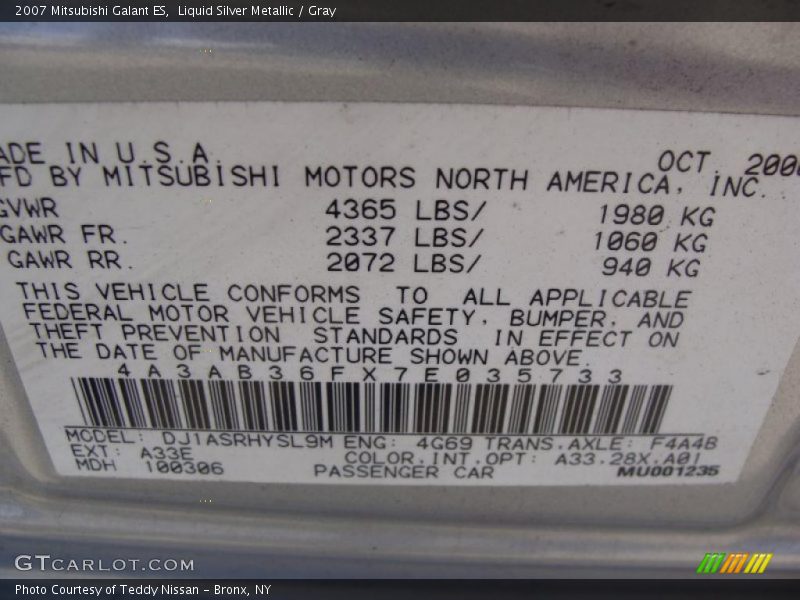 2007 Mitsubishi Galant ES, Liquid Silver Metallic / Gray
ADE IN U.S.A. OCT. 200
FD BY MITSUBISHI MOTORS NORTH AMERICA, INC.
GVWR 4365 LBS/ 1980 KG
GAWR FR. 2337 LBS/ 1060 KG
GAWR RR. 2072 LBS/ 940 KG
THIS VEHICLE CONFORMS TO ALL APPLICABLE
FEDERAL MOTOR VEHICLE SAFETY, BUMPER, AND
THEFT PREVENTION STANDARDS IN EFFECT ON
THE DATE OF MANUFACTURE SHOWN ABOVE.
4A3AB36FX7E035733
MODEL: DJ1ASRHYSL9M ENG: 4G69 TRANS.AXLE: F4A4B
EXT: A33E COLOR.INT.OPT: A33.28X.A01
MDH 100306 PASSENGER CAR MU001235
GTCARLOT.COM
Photo Courtesy of Teddy Nissan - Bronx, NY